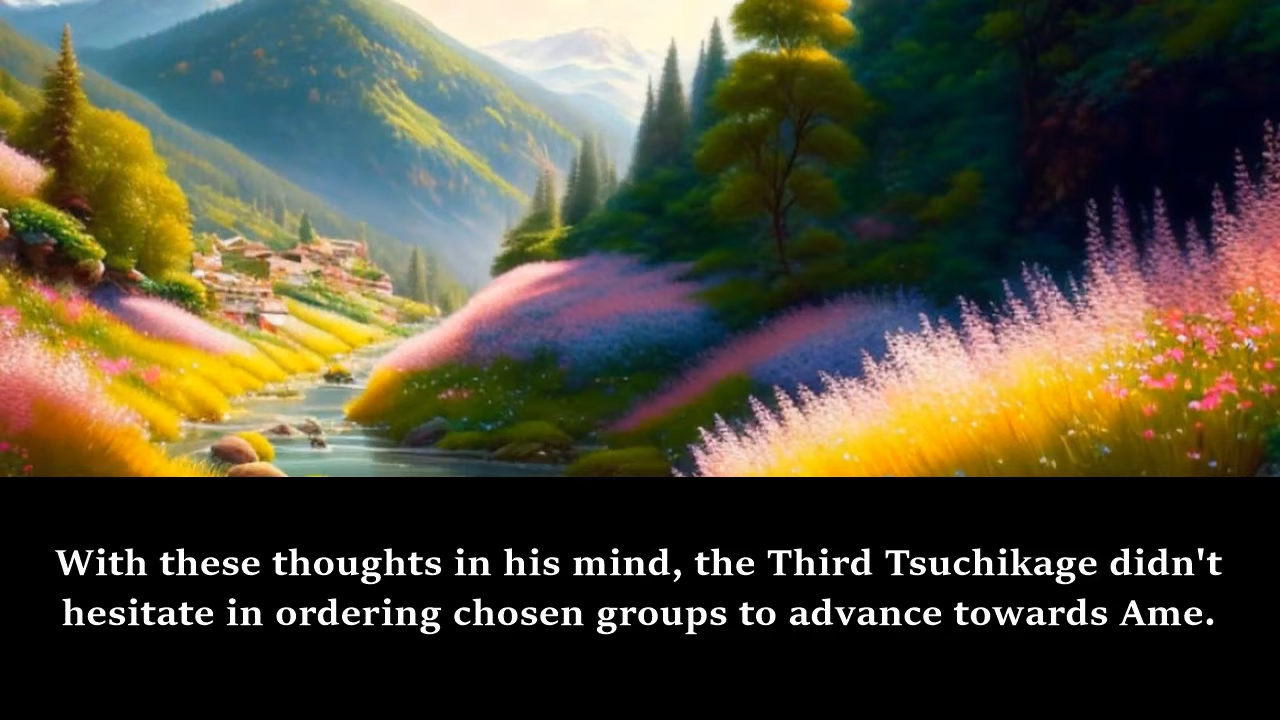 With these thoughts in his mind, the Third Tsuchikage didn't
hesitate in ordering chosen groups to advance towards Ame.